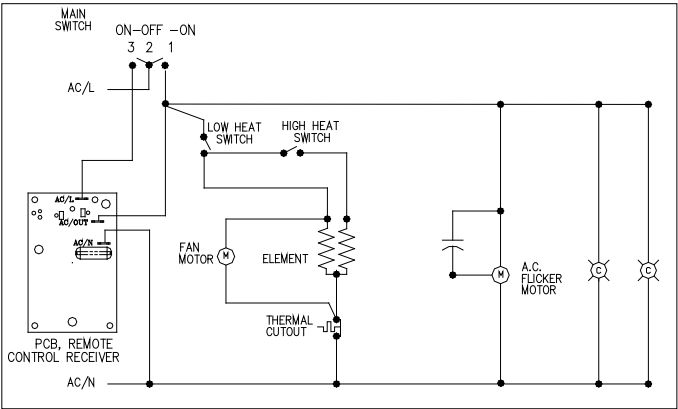 MAIN
SWITCH
ON-OFF -ON
3 2 1
AC/L
LOW HEAT
SWITCH
HIGH HEAT
SWITCH
AC/L
AC/OUT
AC/N
FAN
MOTOR
M
ELEMENT
M
A.C.
FLICKER
MOTOR
C
C
THERMAL
CUTOUT
PCB, REMOTE
CONTROL RECEIVER
AC/N